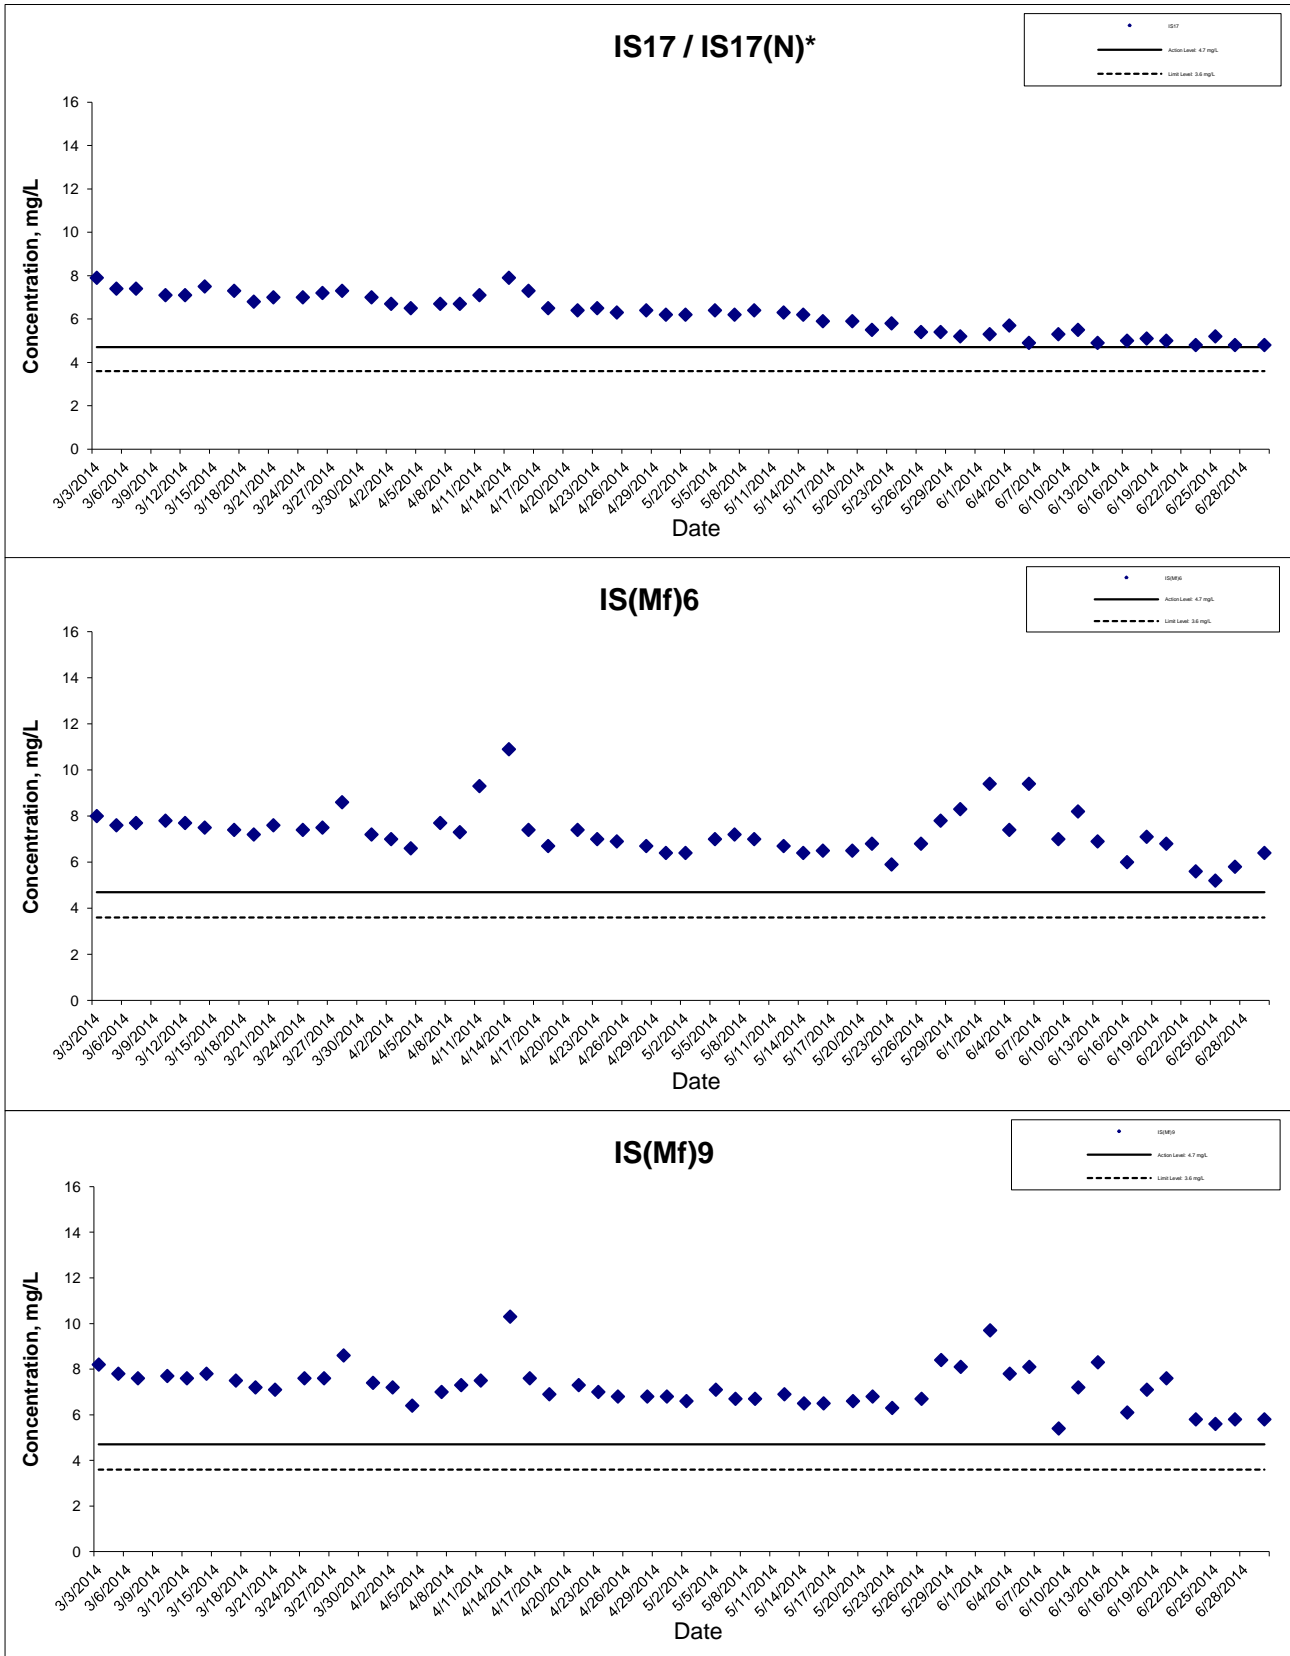 IS17 / IS17(N)*
IS17
Action Level: 4.7 mg/L
Limit Level: 3.6 mg/L
Concentration, mg/L
16
14
12
10
8
6
4
2
0
3/3/2014 3/6/2014 3/9/2014 3/12/2014 3/15/2014 3/18/2014 3/21/2014 3/24/2014 3/27/2014 3/30/2014 4/2/2014 4/5/2014 4/8/2014 4/11/2014 4/14/2014 4/17/2014 4/20/2014 4/23/2014 4/26/2014 4/29/2014 5/2/2014 5/5/2014 5/8/2014 5/11/2014 5/14/2014 5/17/2014 5/20/2014 5/23/2014 5/26/2014 5/29/2014 6/1/2014 6/4/2014 6/7/2014 6/10/2014 6/13/2014 6/16/2014 6/19/2014 6/22/2014 6/25/2014 6/28/2014
Date
IS(Mf)6
IS(Mf)6
Action Level: 4.7 mg/L
Limit Level: 3.6 mg/L
Concentration, mg/L
16
14
12
10
8
6
4
2
0
3/3/2014 3/6/2014 3/9/2014 3/12/2014 3/15/2014 3/18/2014 3/21/2014 3/24/2014 3/27/2014 3/30/2014 4/2/2014 4/5/2014 4/8/2014 4/11/2014 4/14/2014 4/17/2014 4/20/2014 4/23/2014 4/26/2014 4/29/2014 5/2/2014 5/5/2014 5/8/2014 5/11/2014 5/14/2014 5/17/2014 5/20/2014 5/23/2014 5/26/2014 5/29/2014 6/1/2014 6/4/2014 6/7/2014 6/10/2014 6/13/2014 6/16/2014 6/19/2014 6/22/2014 6/25/2014 6/28/2014
Date
IS(Mf)9
IS(Mf)9
Action Level: 4.7 mg/L
Limit Level: 3.6 mg/L
Concentration, mg/L
16
14
12
10
8
6
4
2
0
3/3/2014 3/6/2014 3/9/2014 3/12/2014 3/15/2014 3/18/2014 3/21/2014 3/24/2014 3/27/2014 3/30/2014 4/2/2014 4/5/2014 4/8/2014 4/11/2014 4/14/2014 4/17/2014 4/20/2014 4/23/2014 4/26/2014 4/29/2014 5/2/2014 5/5/2014 5/8/2014 5/11/2014 5/14/2014 5/17/2014 5/20/2014 5/23/2014 5/26/2014 5/29/2014 6/1/2014 6/4/2014 6/7/2014 6/10/2014 6/13/2014 6/16/2014 6/19/2014 6/22/2014 6/25/2014 6/28/2014
Date